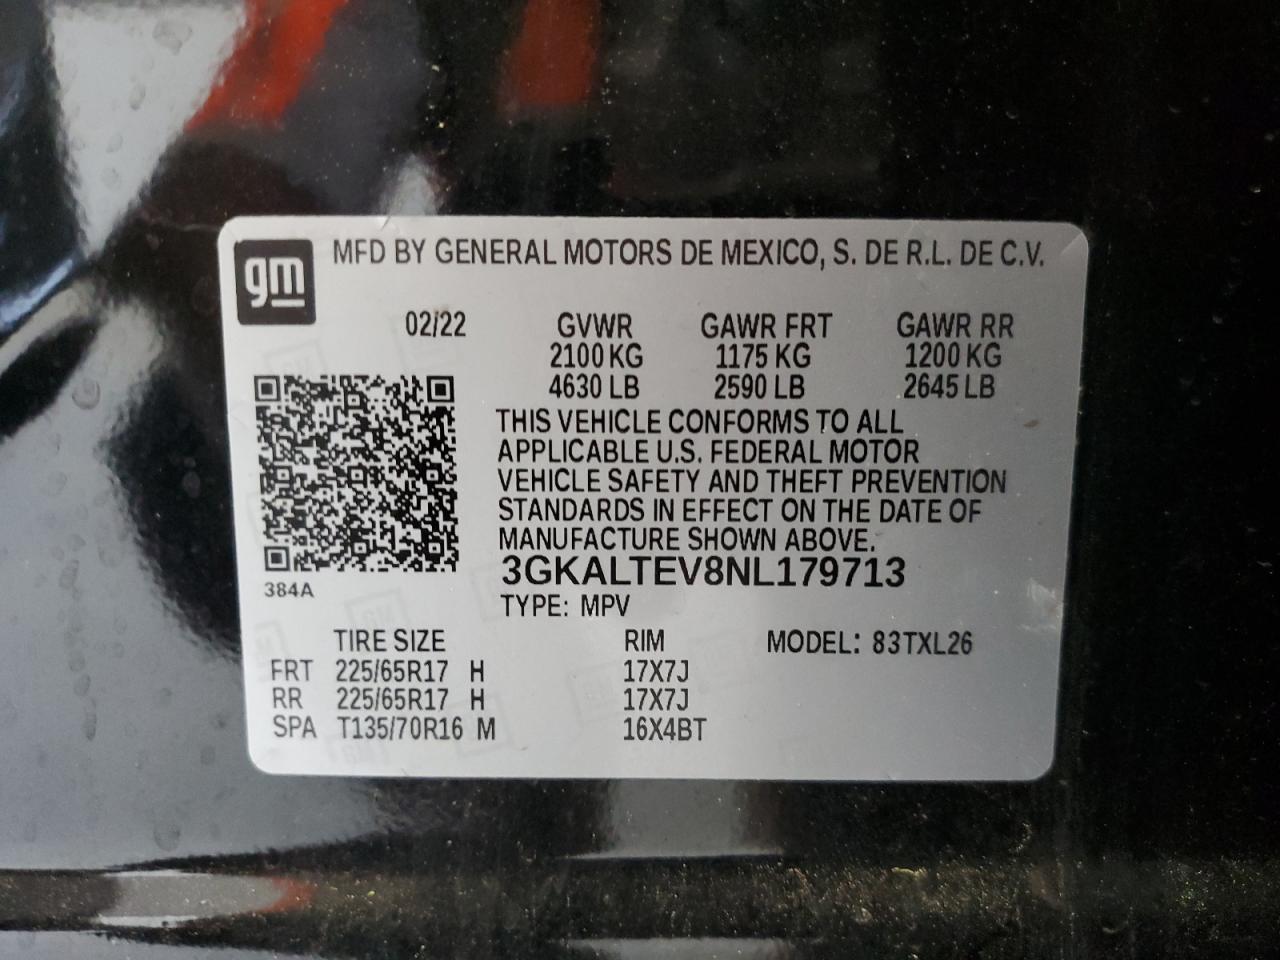 gm
MFD BY GENERAL MOTORS DE MEXICO, S. DE R.L. DE C.V.
02/22 GVWR GAWR FRT GAWR RR
2100 KG 1175 KG 1200 KG
4630 LB 2590 LB 2645 LB
THIS VEHICLE CONFORMS TO ALL
APPLICABLE U.S. FEDERAL MOTOR
VEHICLE SAFETY AND THEFT PREVENTION
STANDARDS IN EFFECT ON THE DATE OF
MANUFACTURE SHOWN ABOVE.
3GKALTEV8NL179713
384A
TYPE: MPV
TIRE SIZE RIM MODEL: 83TXL26
FRT 225/65R17 H 17X7J
RR 225/65R17 H 17X7J
SPA T135/70R16 M 16X4BT